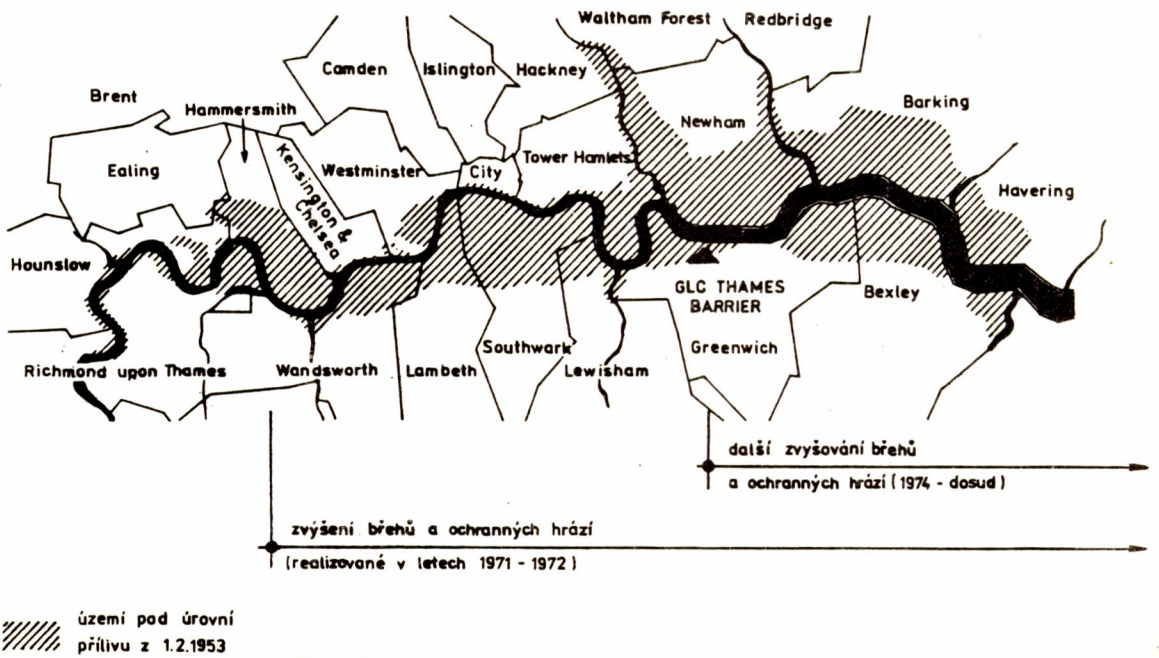 Waltham Forest
Redbridge
Camden
Islington
Hackney
Brent
Hammersmith
Barking
Newham
Ealing
Kensington &
Chelsea
Westminster
City
Tower Hamlets
Havering
Hounslow
GLC THAMES
BARRIER
Bexley
Richmond upon Thames
Wandsworth
Lambeth
Southwark
Lewisham
Greenwich
další zvyšování břehů
a ochranných hrází (1974 - dosud)
zvýšení břehů a ochranných hrází
(realizované v letech 1971 - 1972)
území pod úrovní
přílivu z 1.2.1953